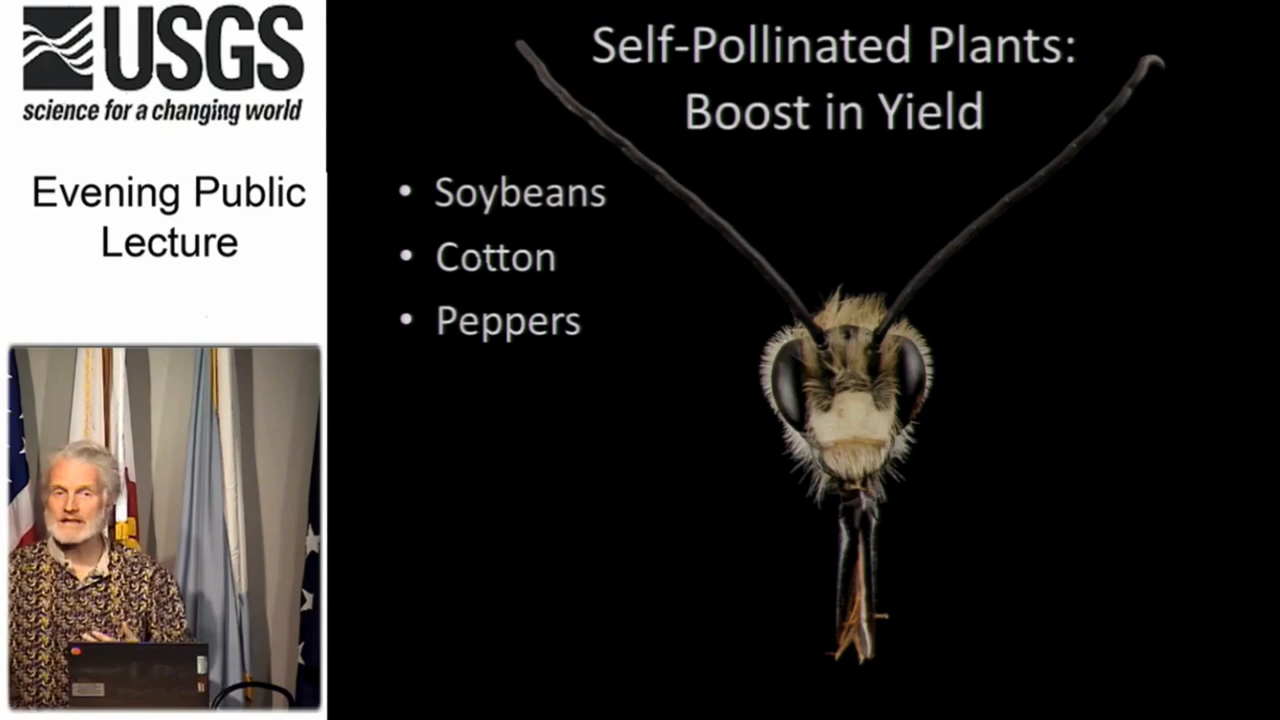 USGS
science for a changing world
Evening Public
Lecture
Self-Pollinated Plants:
Boost in Yield
• Soybeans
• Cotton
• Peppers